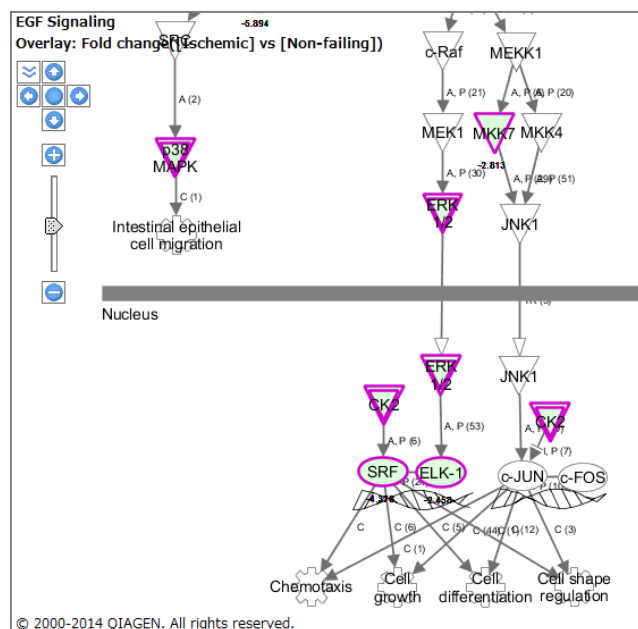 EGF Signaling
-5.894
Overlay: Fold change([Ischemic] vs [Non-failing])
SRC
c-Raf
MEKK1
A (2)
A, P (21)
A, P (20)
MEK1
MKK7
MKK4
p38
MAPK
-2.813
A, P (30)
P (51)
C (1)
ERK
1/2
JNK1
Intestinal epithelial
cell migration
Nucleus
ERK
1/2
JNK1
CK2
CK2
A, P (6)
A, P (53)
I, P (7)
SRF
ELK-1
c-JUN
c-FOS
-4.328
-2.458
C
C (6)
C (5)
C (12)
C (3)
C (1)
Chemotaxis
Cell
growth
Cell
differentiation
Cell shape
regulation
© 2000-2014 QIAGEN. All rights reserved.